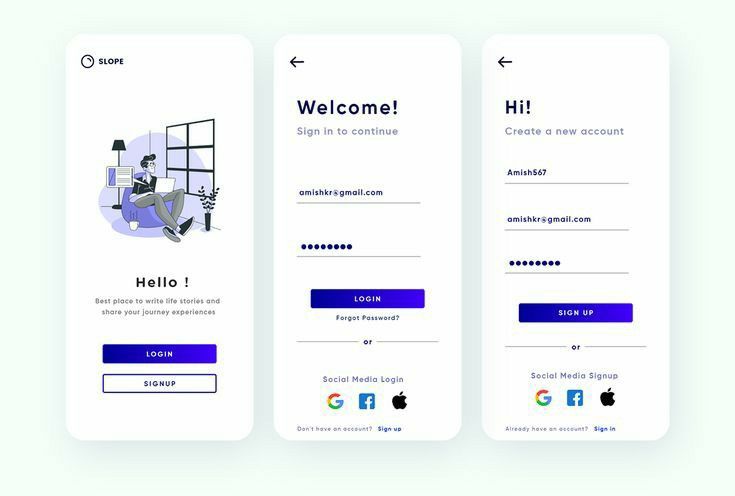 SLOPE
Hello !
Best place to write life stories and
share your journey experiences
LOGIN
SIGNUP
Welcome!
Sign in to continue
amishkr@gmail.com
LOGIN
Forgot Password?
or
Social Media Login
Don't have an account? Sign up
Hi!
Create a new account
Amish567
amishkr@gmail.com
SIGN UP
or
Social Media Signup
Already have an account? Sign in